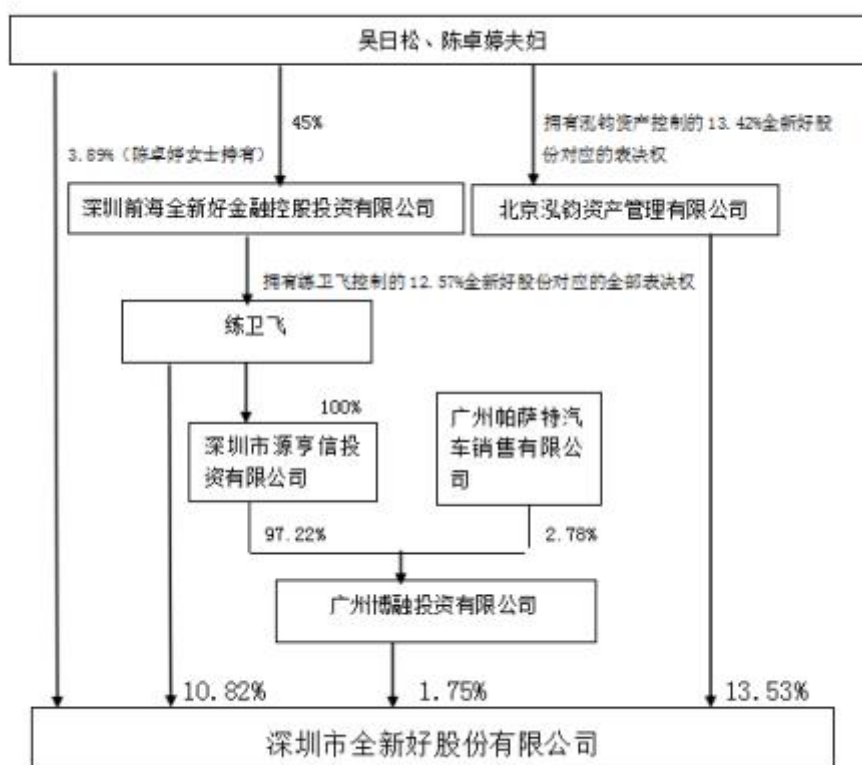 吴日松、陈卓婷夫妇
45%
拥有泓钧资产控制的 13.42%全新好股
份对应的表决权
3.89%（陈卓婷女士持有）
深圳前海全新好金融控股投资有限公司
北京泓钧资产管理有限公司
拥有练卫飞控制的 12.57%全新好股份对应的全部表决权
练卫飞
100%
深圳市源亨信投
资有限公司
广州帕萨特汽
车销售有限公
司
97.22%
2.78%
广州博融投资有限公司
10.82%
1.75%
13.53%
深圳市全新好股份有限公司